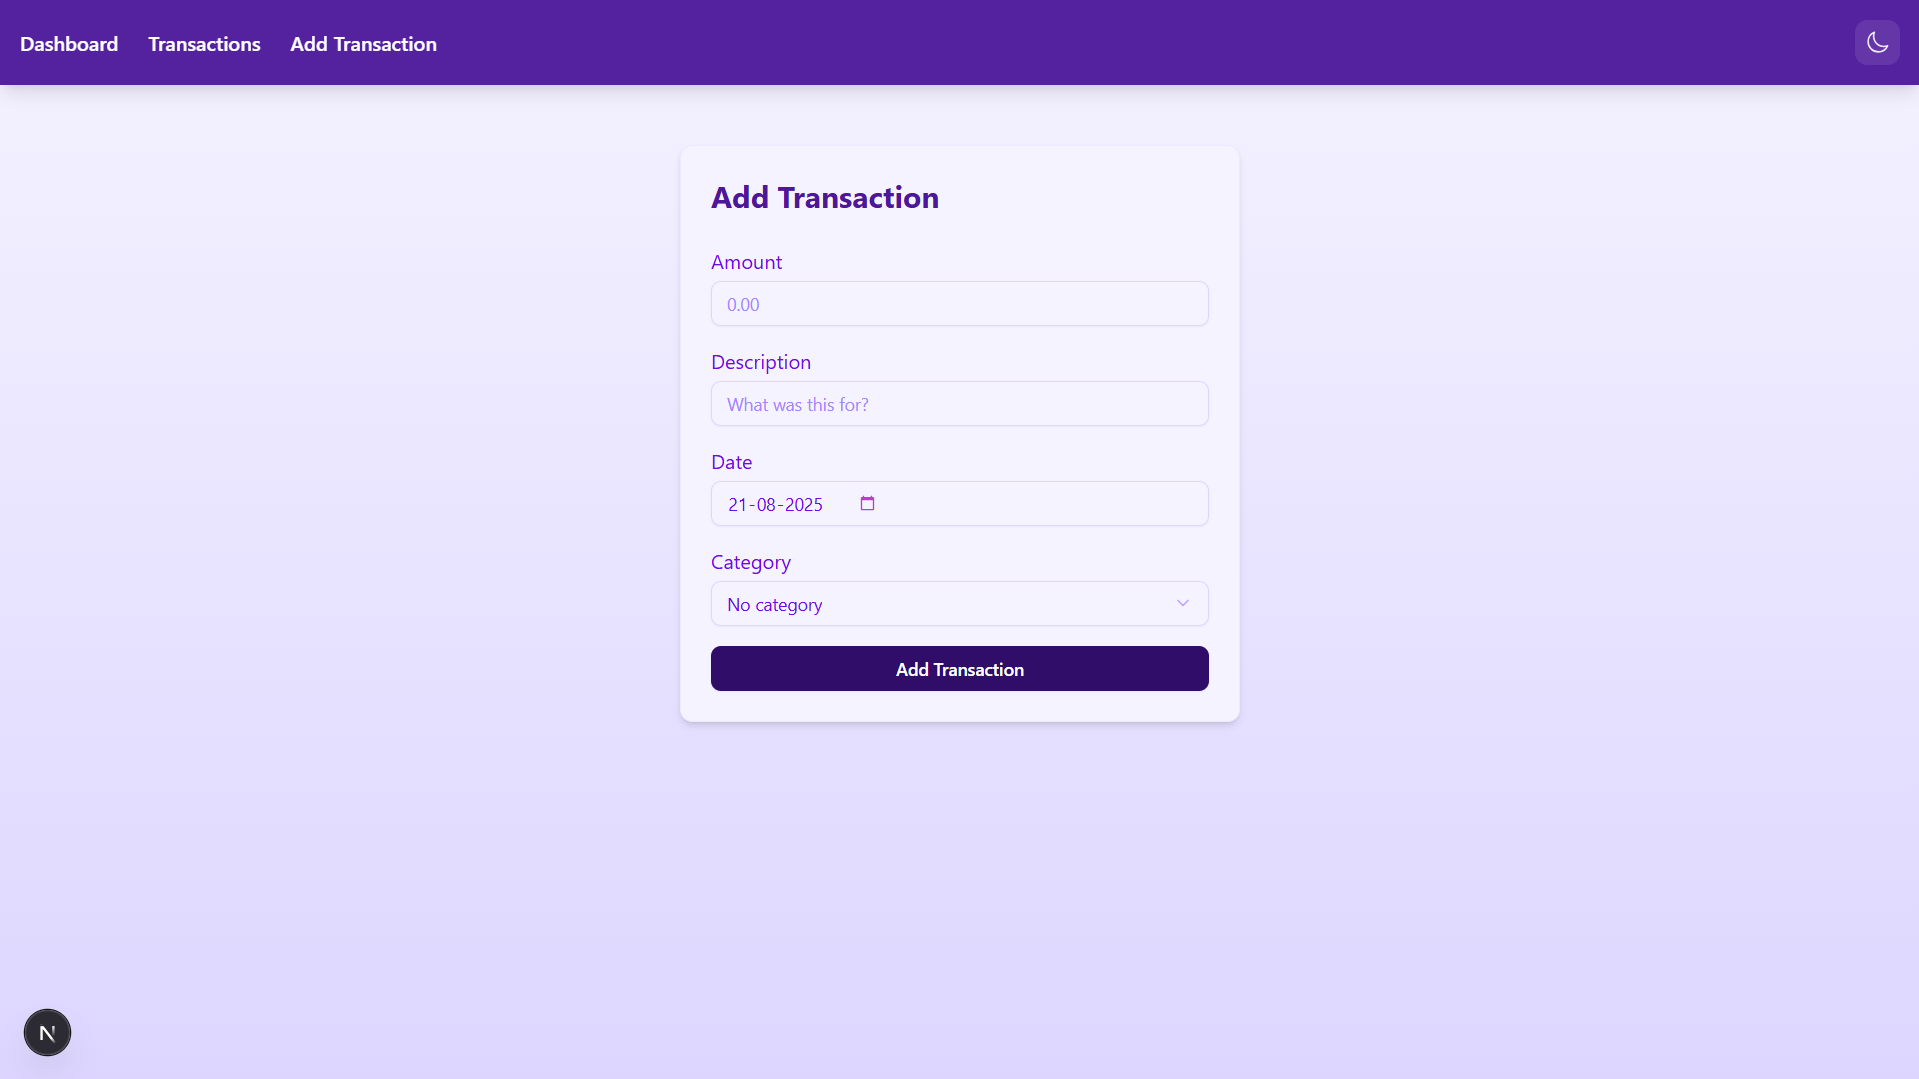 Dashboard Transactions Add Transaction
Add Transaction
Amount
0.00
Description
What was this for?
Date
21-08-2025
Category
No category
Add Transaction
N